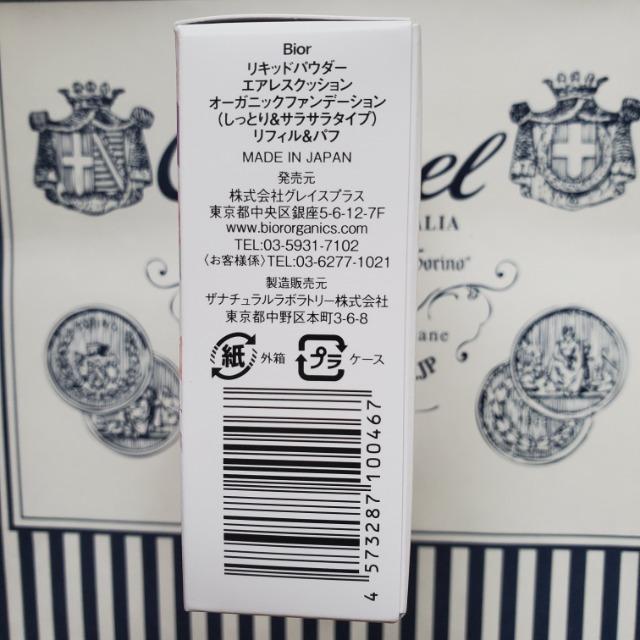 Bior
リキッドパウダー
エアレスクッション
オーガニックファンデーション
（しっとり&サラサラタイプ）
リフィル&パフ
MADE IN JAPAN
発売元
株式会社グレイスプラス
東京都中央区銀座5-6-12-7F
www.biororganics.com
TEL:03-5931-7102
〈お客様係〉TEL:03-6277-1021
製造販売元
ザナチュラルラボラトリー株式会社
東京都中野区本町3-6-8
紙 外箱 プラ ケース
4 573287 100467